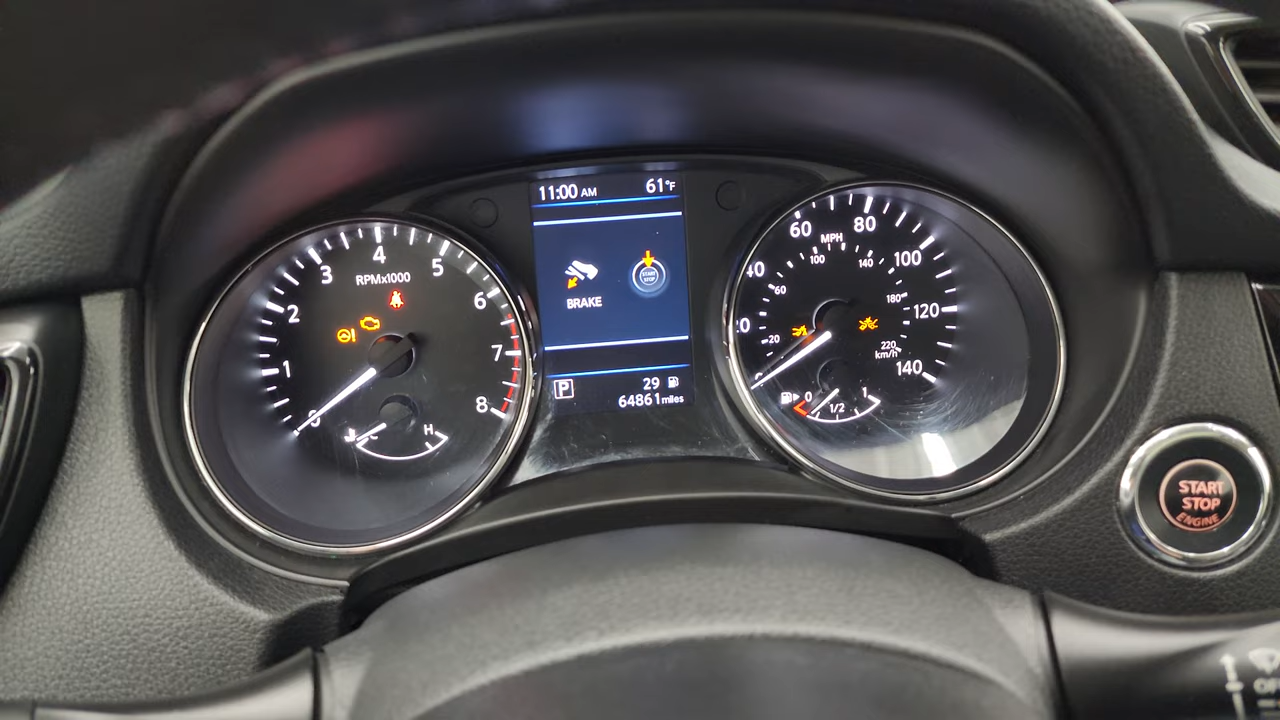 11:00 AM 61°F
START
STOP
BRAKE
P
29
64861 miles
RPMx1000
0
1
2
3
4
5
6
7
8
H
MPH
40
60
80
100
120
140
20
60
100
140
180
220
km/h
0
1/2
1
START
STOP
ENGINE